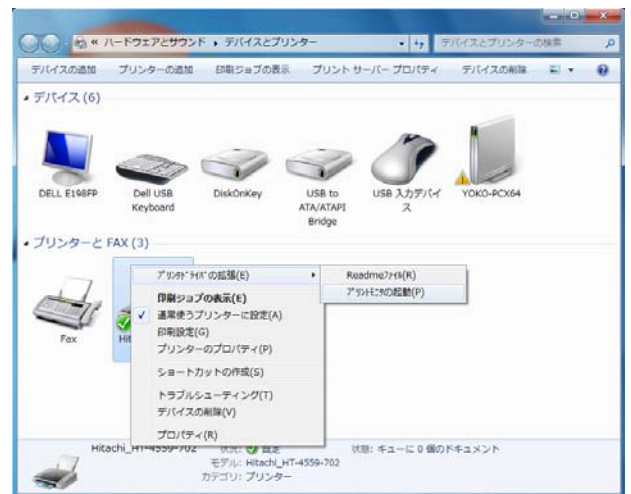 « ハードウェアとサウンド ▸ デバイスとプリンター
デバイスとプリンターの検索
デバイスの追加 プリンターの追加 印刷ジョブの表示 プリント サーバー プロパティ デバイスの削除
デバイス (6)
DELL E198FP
Dell USB
Keyboard
DiskOnKey
USB to
ATA/ATAPI
Bridge
USB 入力デバイ
ス
YOKO-PCX64
プリンターと FAX (3)
Fax
Hit
プリンタドライバの拡張(E)
Readmeファイル(R)
プリントモニタの起動(P)
印刷ジョブの表示(E)
通常使うプリンターに設定(A)
印刷設定(G)
プリンターのプロパティ(P)
ショートカットの作成(S)
トラブルシューティング(T)
デバイスの削除(V)
プロパティ(R)
Hitachi_HT-4559-702
状態: キューに 0 個のドキュメント
モデル: Hitachi_HT-4559-702
カテゴリ: プリンター